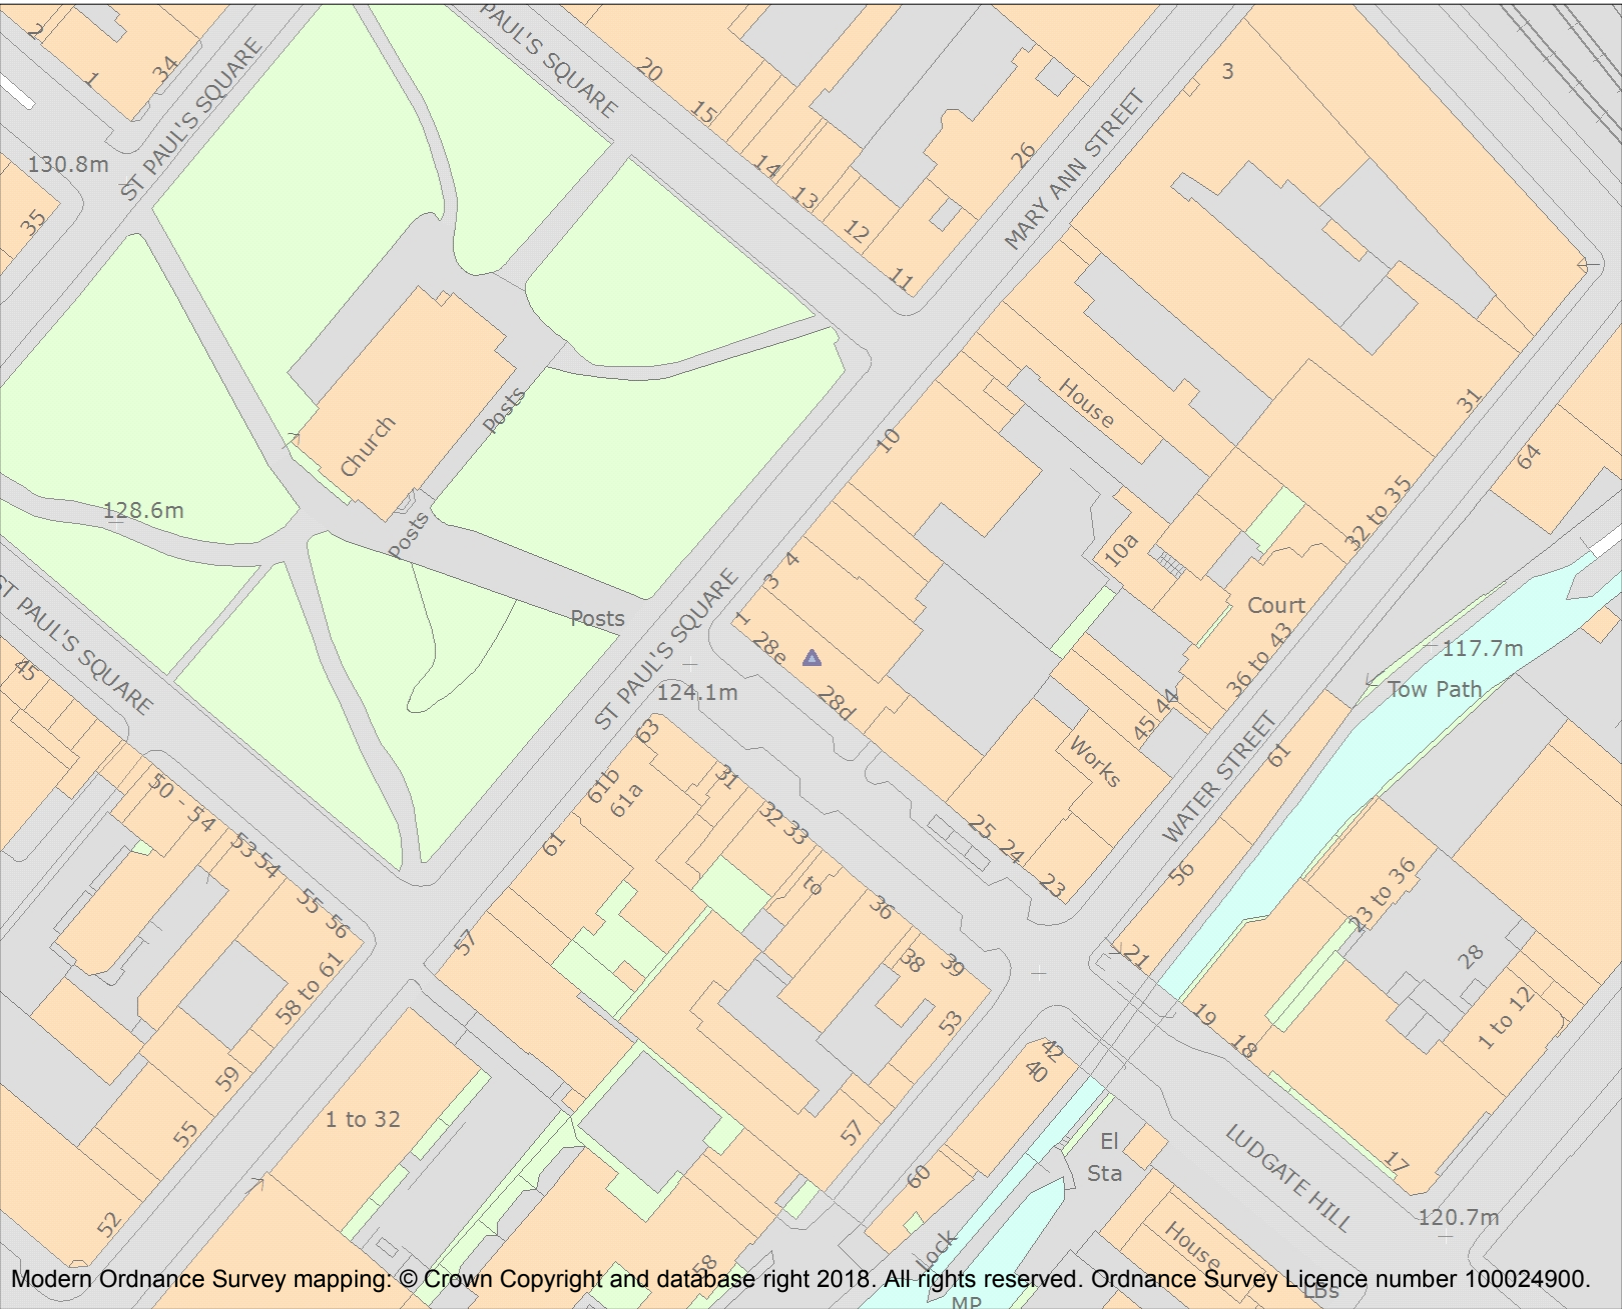 PAUL'S SQUARE
2
1
34
ST PAUL'S SQUARE
20
15
3
130.8m
14
13
12
11
26
MARY ANN STREET
35
House
31
10
Church
Posts
64
128.6m
Posts
32 to 35
10a
4
3
1
Posts
Court
ST PAUL'S SQUARE
28e
36 to 43
117.7m
Tow Path
124.1m
28d
ST PAUL'S SQUARE
45
45 44
63
Works
61
WATER STREET
31
61b
61a
32 33
50 - 54
53 54
61
25
24
23
to
56
23 to 36
36
55 56
57
38
39
21
28
58 to 61
53
19
18
1 to 12
42
40
59
1 to 32
55
57
El
Sta
LUDGATE HILL
17
60
52
120.7m
Lock
House
58
Modern Ordnance Survey mapping: © Crown Copyright and database right 2018. All rights reserved. Ordnance Survey Licence number 100024900.
LBs
MP